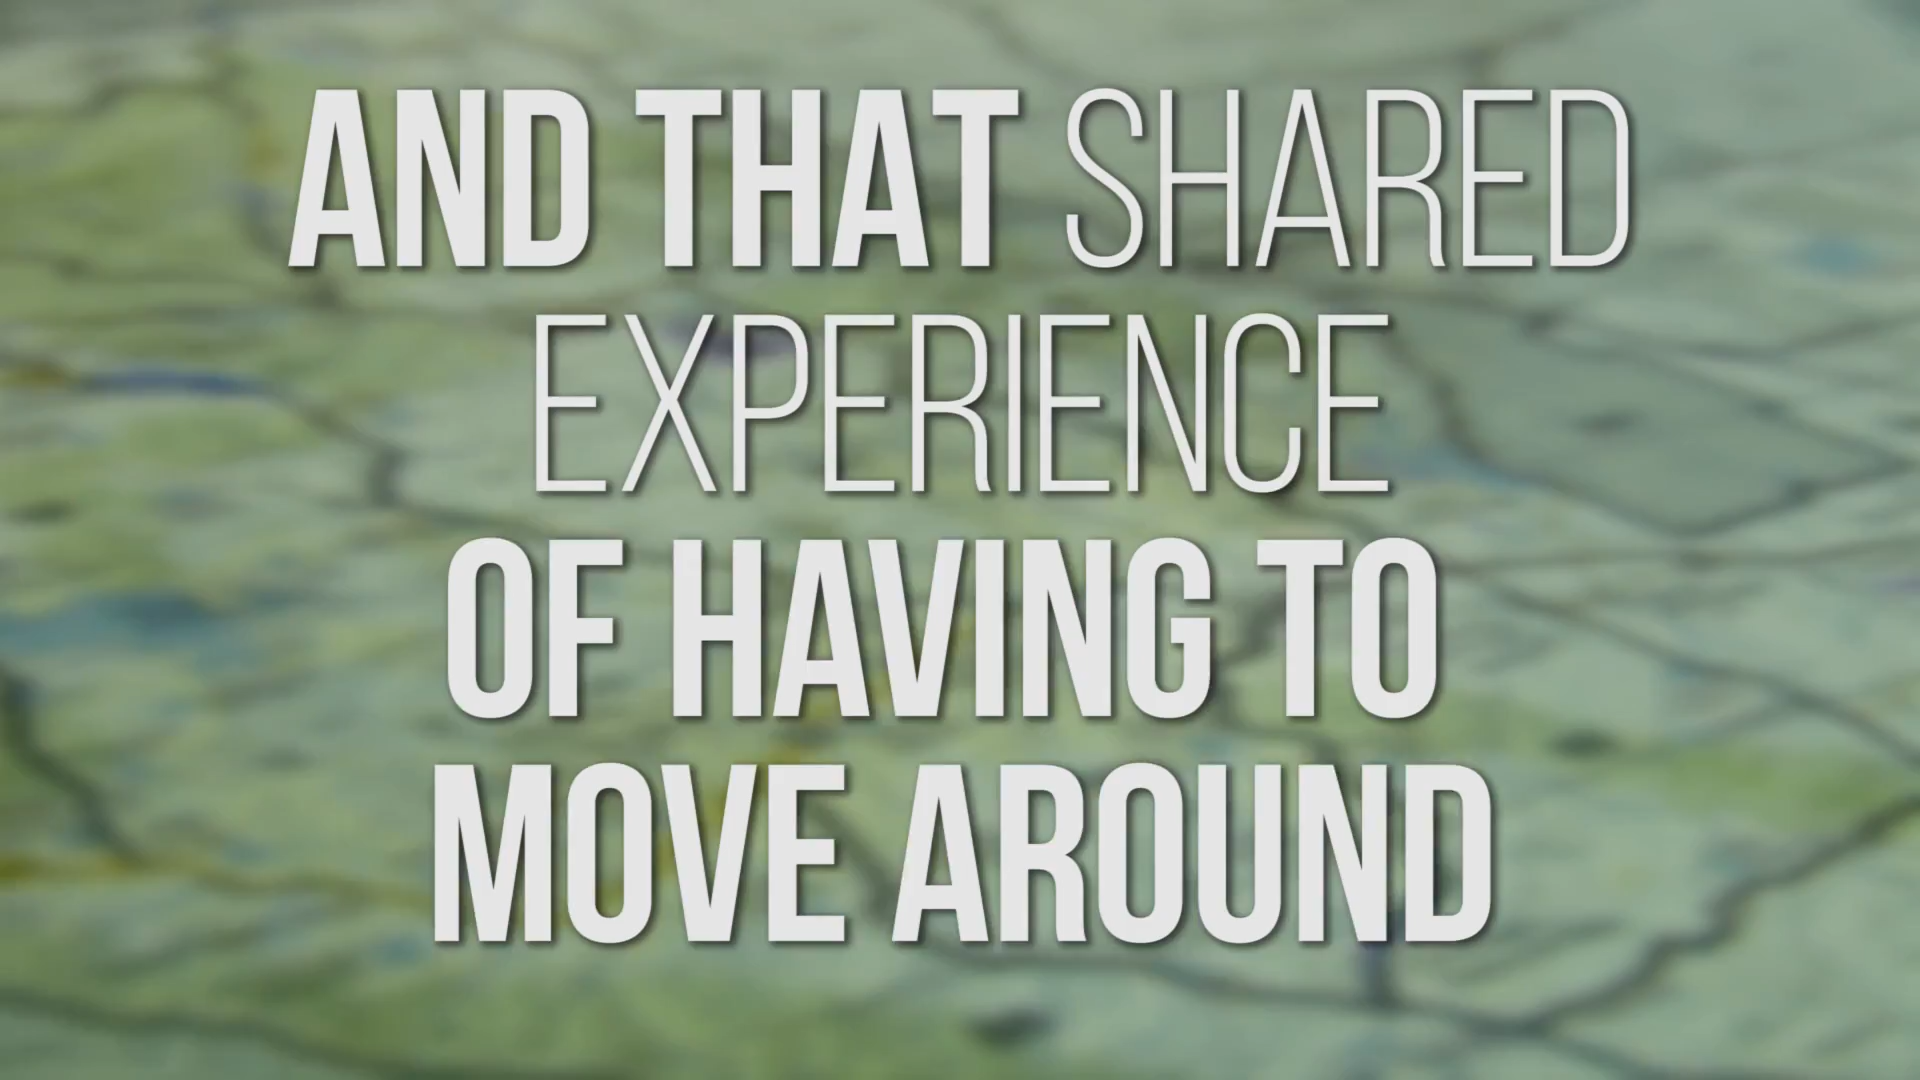 AND THAT SHARED
EXPERIENCE
OF HAVING TO
MOVE AROUND